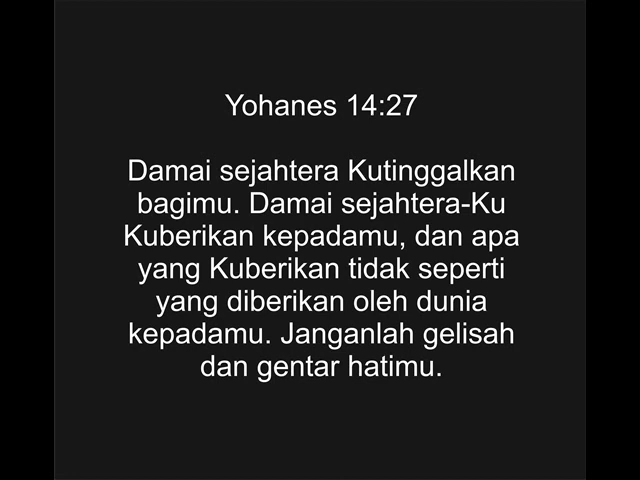 Yohanes 14:27
Damai sejahtera Kutinggalkan
bagimu. Damai sejahtera-Ku
Kuberikan kepadamu, dan apa
yang Kuberikan tidak seperti
yang diberikan oleh dunia
kepadamu. Janganlah gelisah
dan gentar hatimu.